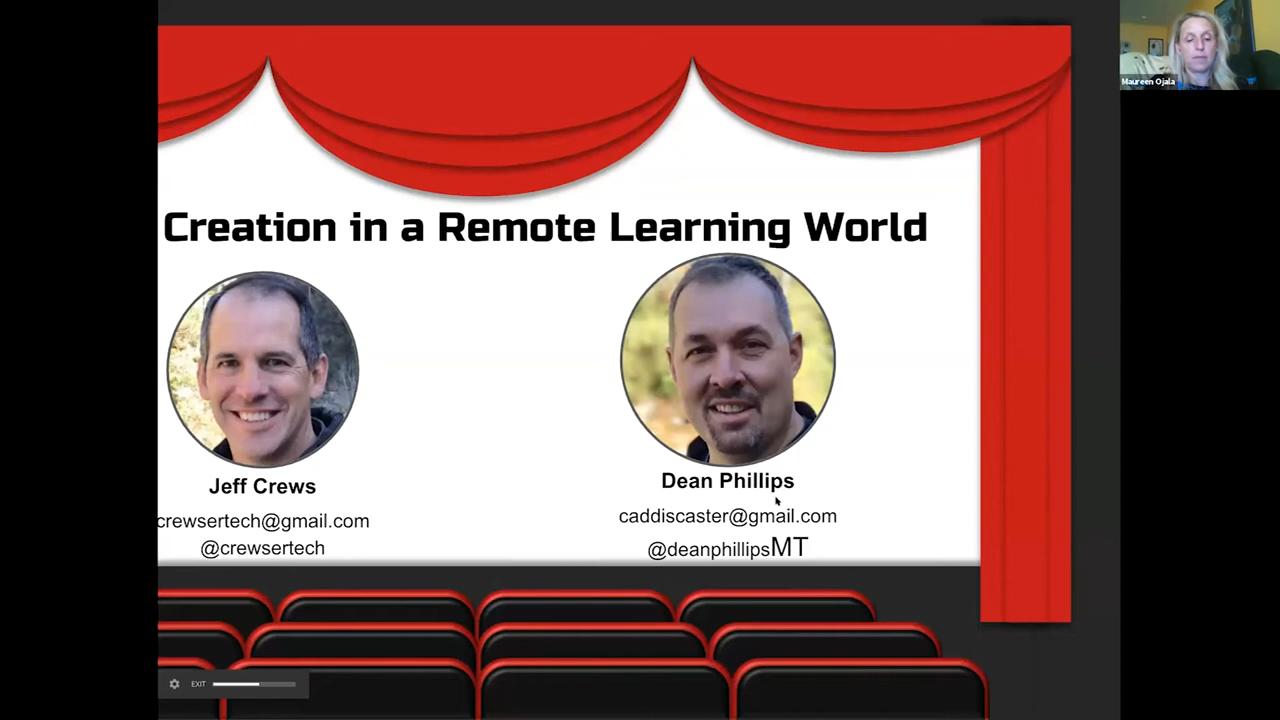 Maureen Ojala
Creation in a Remote Learning World
Jeff Crews
Dean Phillips
crewsertech@gmail.com
caddiscaster@gmail.com
@crewsertech
@deanphillipsMT
EXIT